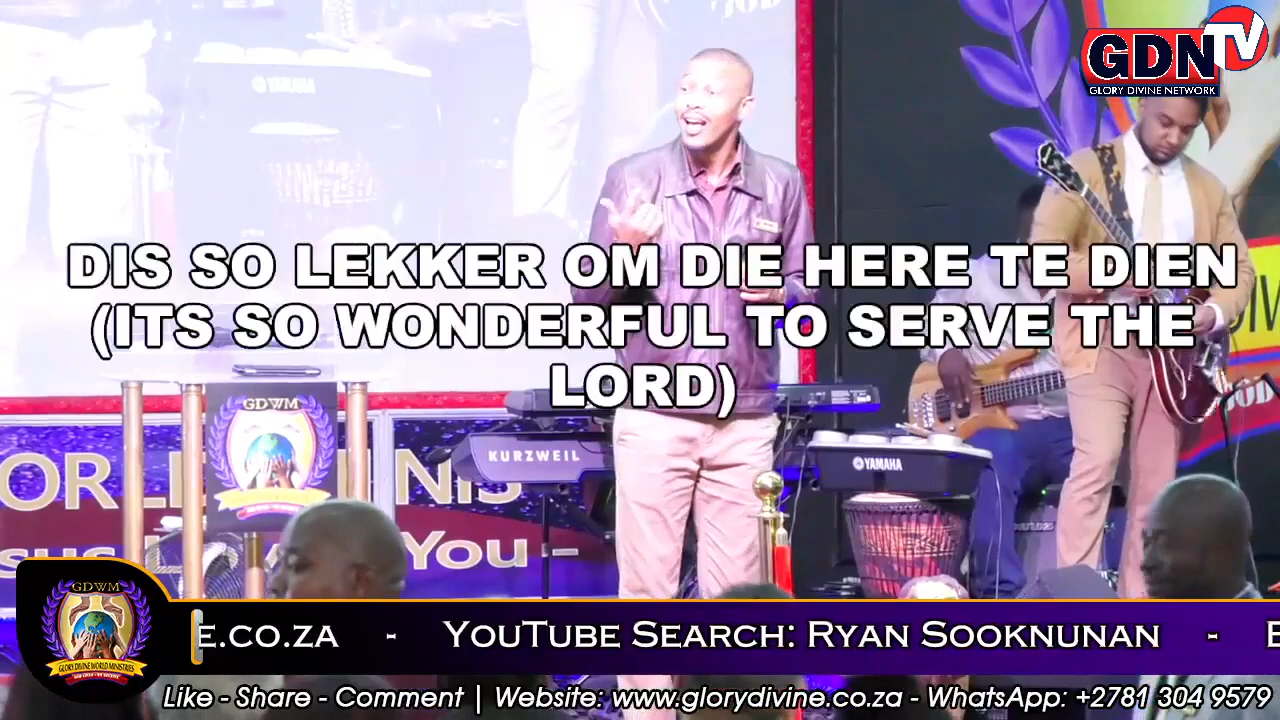 GDN TV
GLORY DIVINE NETWORK
YAMAHA
DIS SO LEKKER OM DIE HERE TE DIEN
(ITS SO WONDERFUL TO SERVE THE
LORD)
GDWM
KURZWEIL
YAMAHA
You -
GDWM
GLORY DIVINE WORLD MINISTRIES
E.CO.ZA - YOUTUBE SEARCH: RYAN SOOKNUNAN - E
Like - Share - Comment | Website: www.glorydivine.co.za - WhatsApp: +2781 304 9579